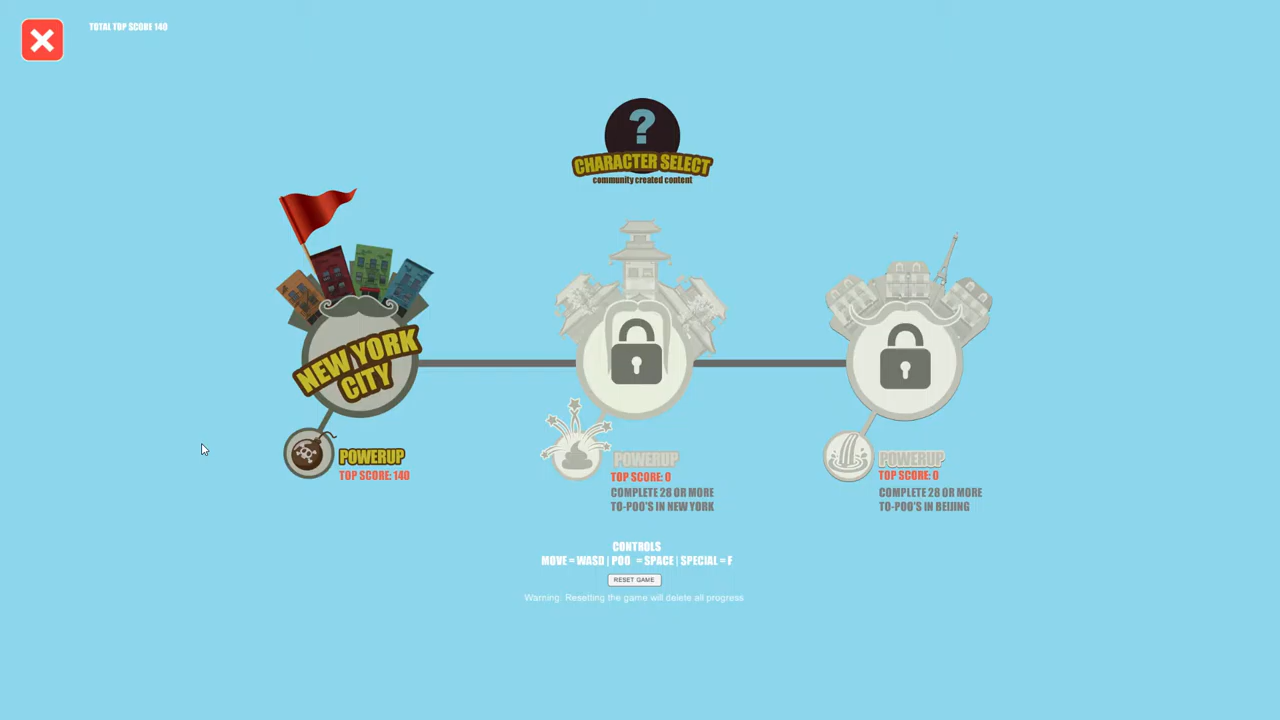 TOTAL TOP SCORE 140
?
CHARACTER SELECT
community created content
NEW YORK
CITY
POWERUP
TOP SCORE: 140
POWERUP
TOP SCORE: 0
COMPLETE 28 OR MORE
TO-POO'S IN NEW YORK
POWERUP
TOP SCORE: 0
COMPLETE 28 OR MORE
TO-POO'S IN BEIJING
CONTROLS
MOVE = WASD | POO = SPACE | SPECIAL = F
RESET GAME
Warning: Resetting the game will delete all progress